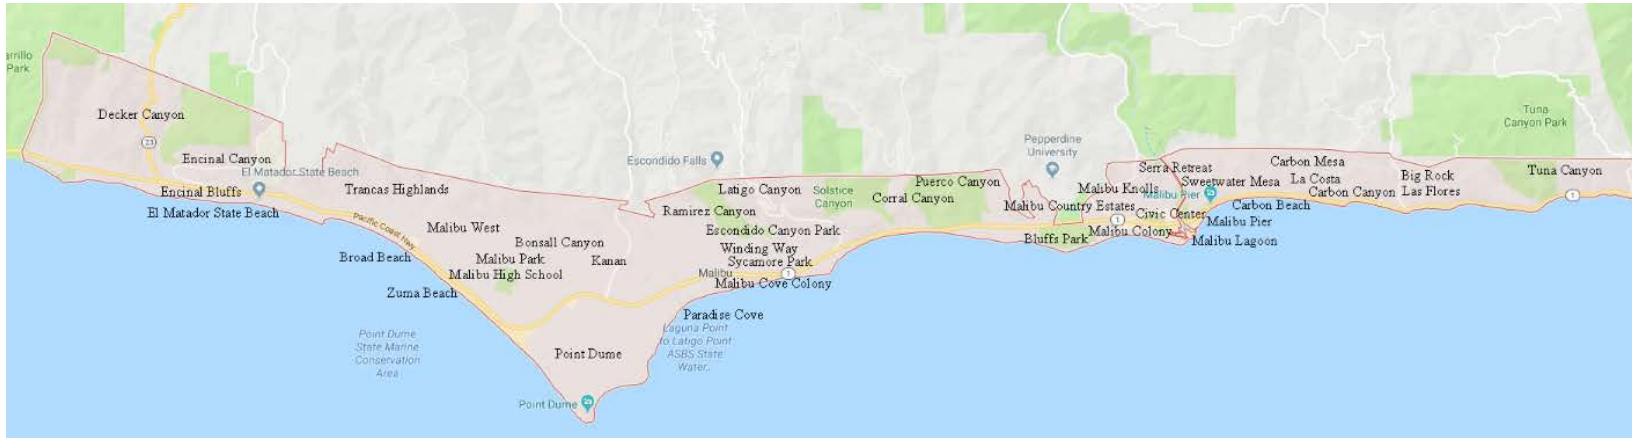 arrillo
Park
Decker Canyon
23
Encinal Canyon
El Matador State Beach
Encinal Bluffs
El Matador State Beach
Trancas Highlands
Pacific Coast Hwy
Malibu West
Broad Beach
Bonsall Canyon
Malibu Park
Kanan
Malibu High School
Zuma Beach
Point Dume
State Marine
Conservation
Area
Point Dume
Point Dume
Escondido Falls
Latigo Canyon
Solstice
Canyon
Ramirez Canyon
Escondido Canyon Park
Winding Way
Sycamore Park
Malibu
1
Malibu Cove Colony
Paradise Cove
Laguna Point
to Latigo Point
ASBS State
Water..
Puerco Canyon
Corral Canyon
Pepperdine
University
Malibu Knolls
Malibu Country Estates
Bluffs Park
1
Malibu Colony
Civic Center
Serra Retreat
Sweetwater Mesa
Malibu Pier
Carbon Beach
Malibu Pier
Malibu Lagoon
Carbon Mesa
La Costa
Carbon Canyon
Big Rock
Las Flores
Tuna
Canyon Park
Tuna Canyon
1